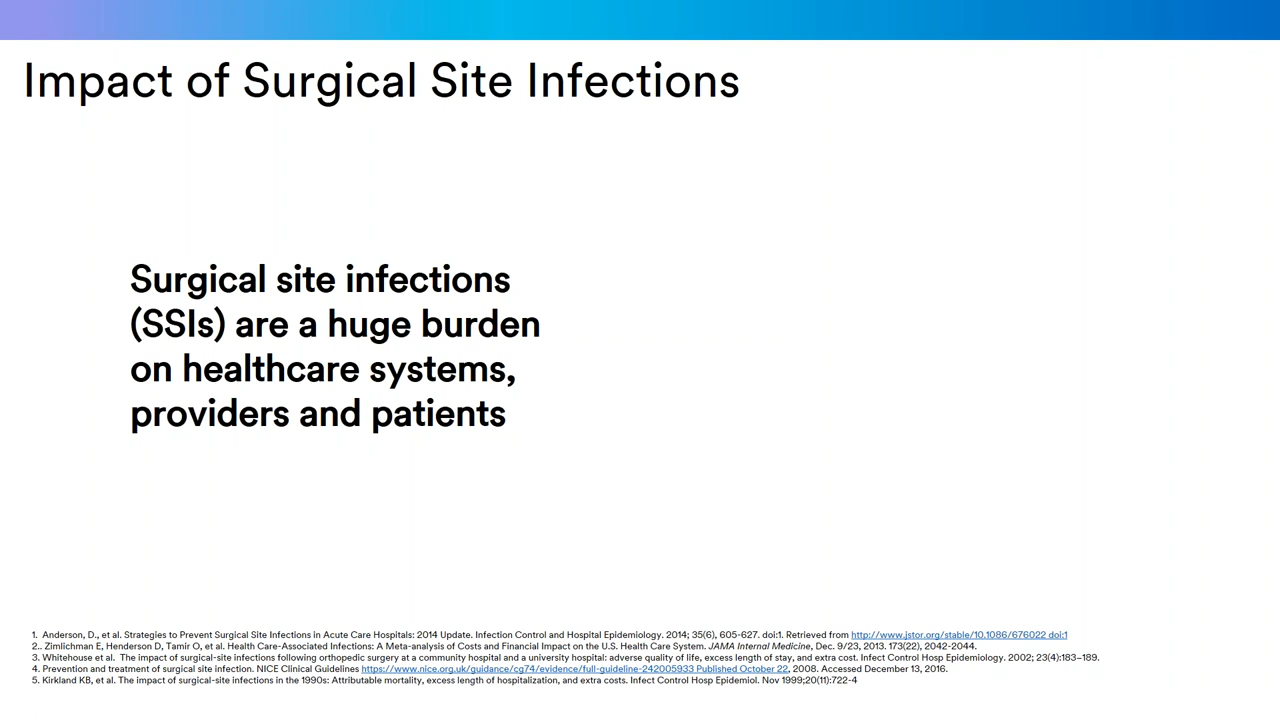 Impact of Surgical Site Infections
Surgical site infections
(SSIs) are a huge burden
on healthcare systems,
providers and patients
1. Anderson, D., et al. Strategies to Prevent Surgical Site Infections in Acute Care Hospitals: 2014 Update. Infection Control and Hospital Epidemiology. 2014; 35(6), 605-627. doi:1. Retrieved from http://www.jstor.org/stable/10.1086/676022 doi:1
2.. Zimlichman E, Henderson D, Tamir O, et al. Health Care-Associated Infections: A Meta-analysis of Costs and Financial Impact on the U.S. Health Care System. JAMA Internal Medicine, Dec. 9/23, 2013. 173(22), 2042-2044.
3. Whitehouse et al. The impact of surgical-site infections following orthopedic surgery at a community hospital and a university hospital: adverse quality of life, excess length of stay, and extra cost. Infect Control Hosp Epidemiology. 2002; 23(4):183–189.
4. Prevention and treatment of surgical site infection. NICE Clinical Guidelines https://www.nice.org.uk/guidance/cg74/evidence/full-guideline-242005933 Published October 22, 2008. Accessed December 13, 2016.
5. Kirkland KB, et al. The impact of surgical-site infections in the 1990s: Attributable mortality, excess length of hospitalization, and extra costs. Infect Control Hosp Epidemiol. Nov 1999;20(11):722-4